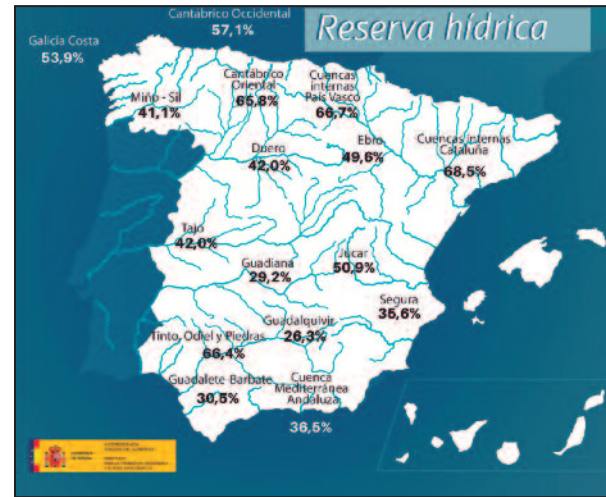 Cantabrico Occidental
57,1%
Reserva hídrica
Galicia Costa
53,9%
Cantábrico
Oriental
65,8%
Cuencas
internas
País Vasco
66,7%
Miño - Sil
41,1%
Duero
42,0%
Ebro
49,6%
Cuencas internas
Cataluña
68,5%
Tajo
42,0%
Guadiana
29,2%
Júcar
50,9%
Segura
35,6%
Guadalquivir
26,3%
Tinto, Odiel y Piedras
66,4%
Guadalete-Barbate
30,5%
Cuenca
Mediterránea
Andaluza
36,5%